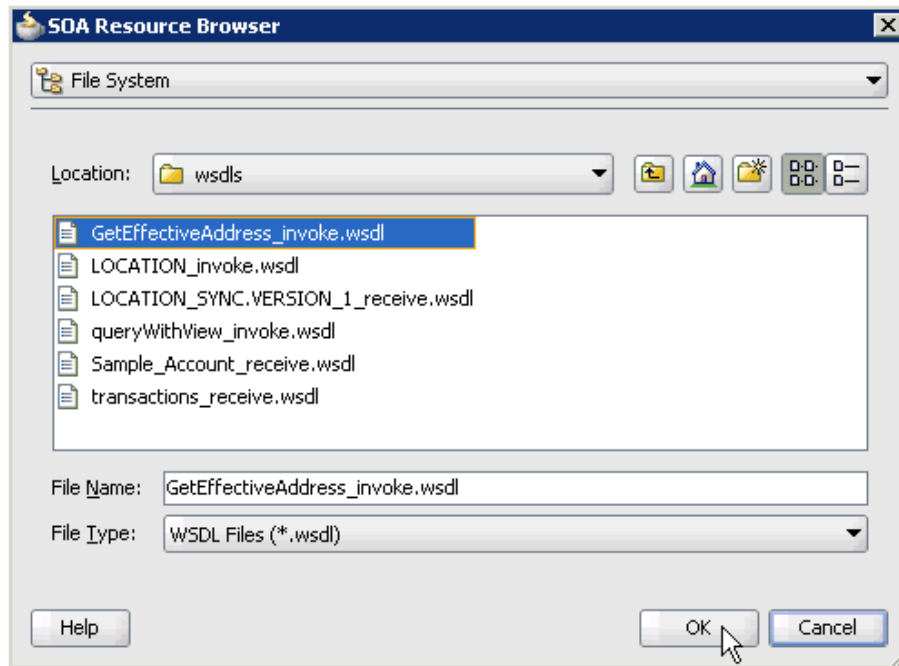 SOA Resource Browser
File System
Location: wsdls
GetEffectiveAddress_invoke.wsdl
LOCATION_invoke.wsdl
LOCATION_SYNC.VERSION_1_receive.wsdl
queryWithView_invoke.wsdl
Sample_Account_receive.wsdl
transactions_receive.wsdl
File Name: GetEffectiveAddress_invoke.wsdl
File Type: WSDL Files (*.wsdl)
Help OK Cancel